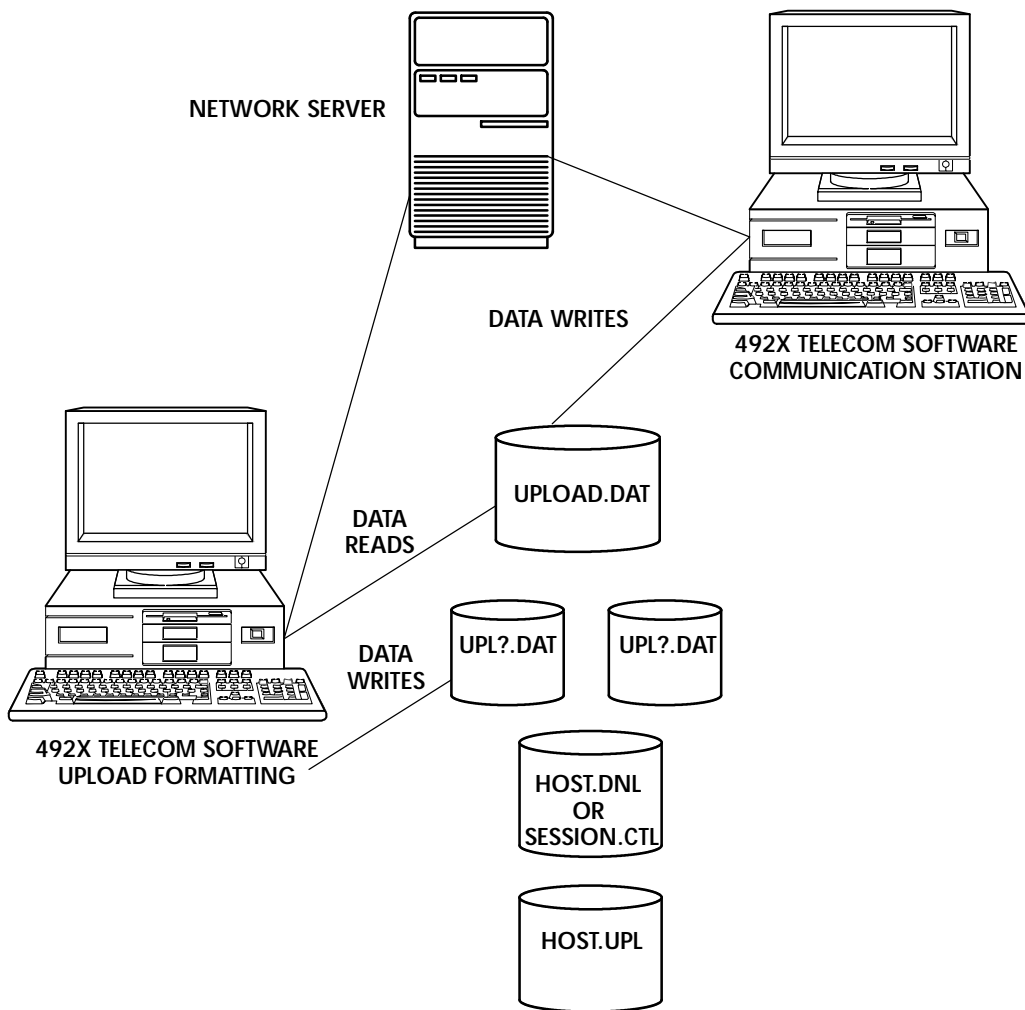 NETWORK SERVER
DATA WRITES
492X TELECOM SOFTWARE
COMMUNICATION STATION
UPLOAD.DAT
DATA
READS
UPL?.DAT
UPL?.DAT
DATA
WRITES
492X TELECOM SOFTWARE
UPLOAD FORMATTING
HOST.DNL
OR
SESSION.CTL
HOST.UPL